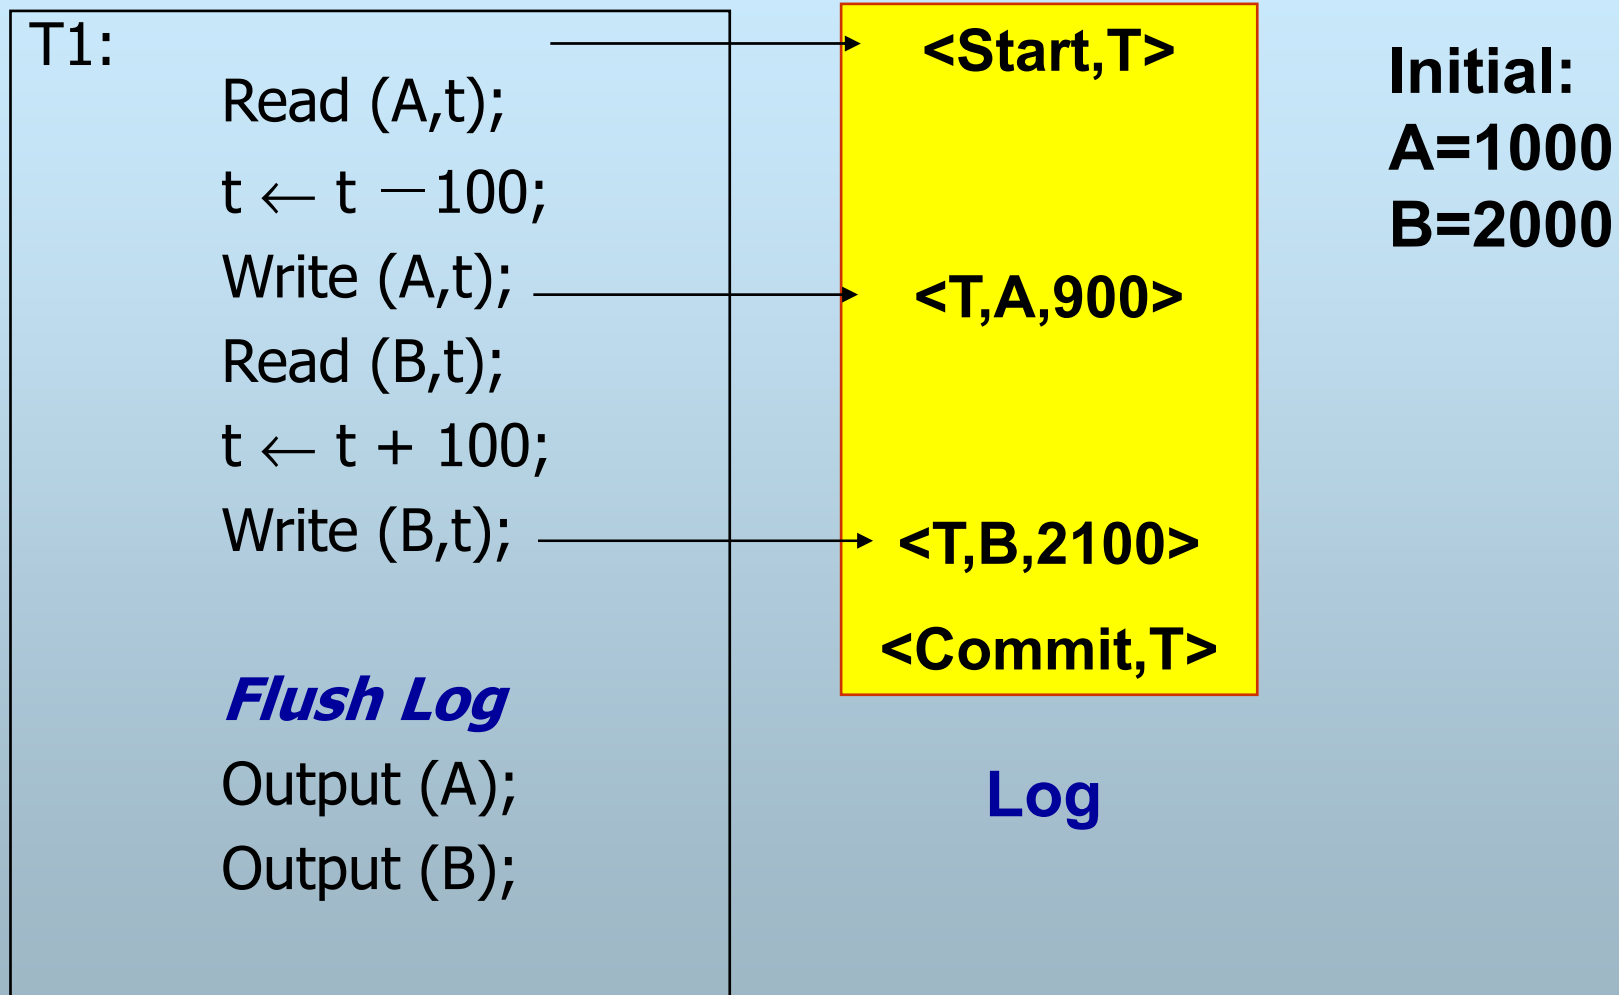 T1:
Read (A,t);
t ← t －100;
Write (A,t);
Read (B,t);
t ← t + 100;
Write (B,t);
Flush Log
Output (A);
Output (B);
<Start,T>
<T,A,900>
<T,B,2100>
<Commit,T>
Log
Initial:
A=1000
B=2000